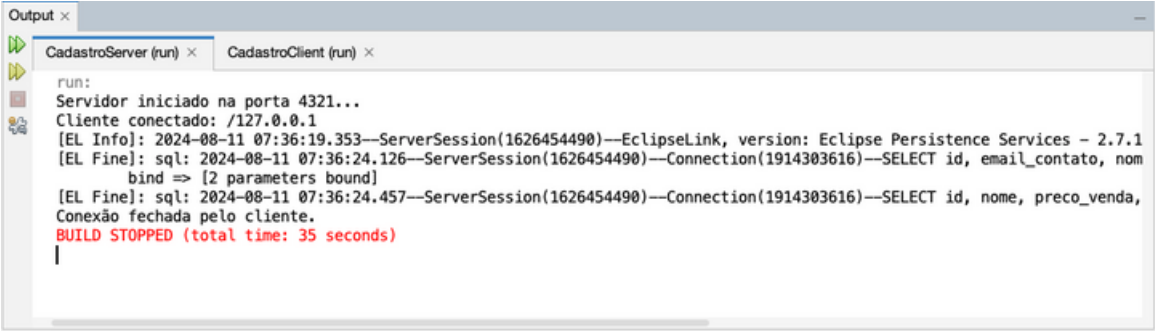 Output
CadastroServer (run)
CadastroClient (run)
run:
Servidor iniciado na porta 4321...
Cliente conectado: /127.0.0.1
[EL Info]: 2024-08-11 07:36:19.353--ServerSession(1626454490)--EclipseLink, version: Eclipse Persistence Services - 2.7.1
[EL Fine]: sql: 2024-08-11 07:36:24.126--ServerSession(1626454490)--Connection(1914303616)--SELECT id, email_contato, nom
bind => [2 parameters bound]
[EL Fine]: sql: 2024-08-11 07:36:24.457--ServerSession(1626454490)--Connection(1914303616)--SELECT id, nome, preco_venda,
Conexão fechada pelo cliente.
BUILD STOPPED (total time: 35 seconds)